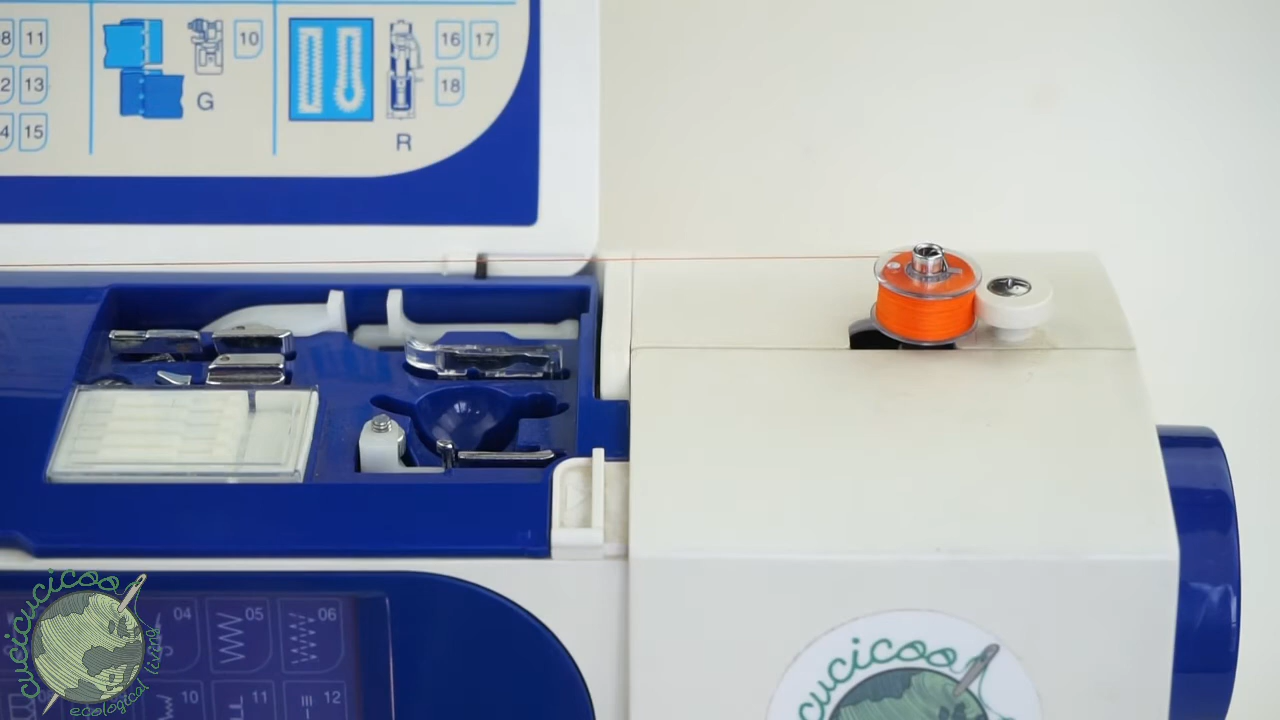 8 11 10 16 17
2 13 G 18
4 15 R
cucicucicoo
ecological living
04 05 06
10 11 12
cucicoo